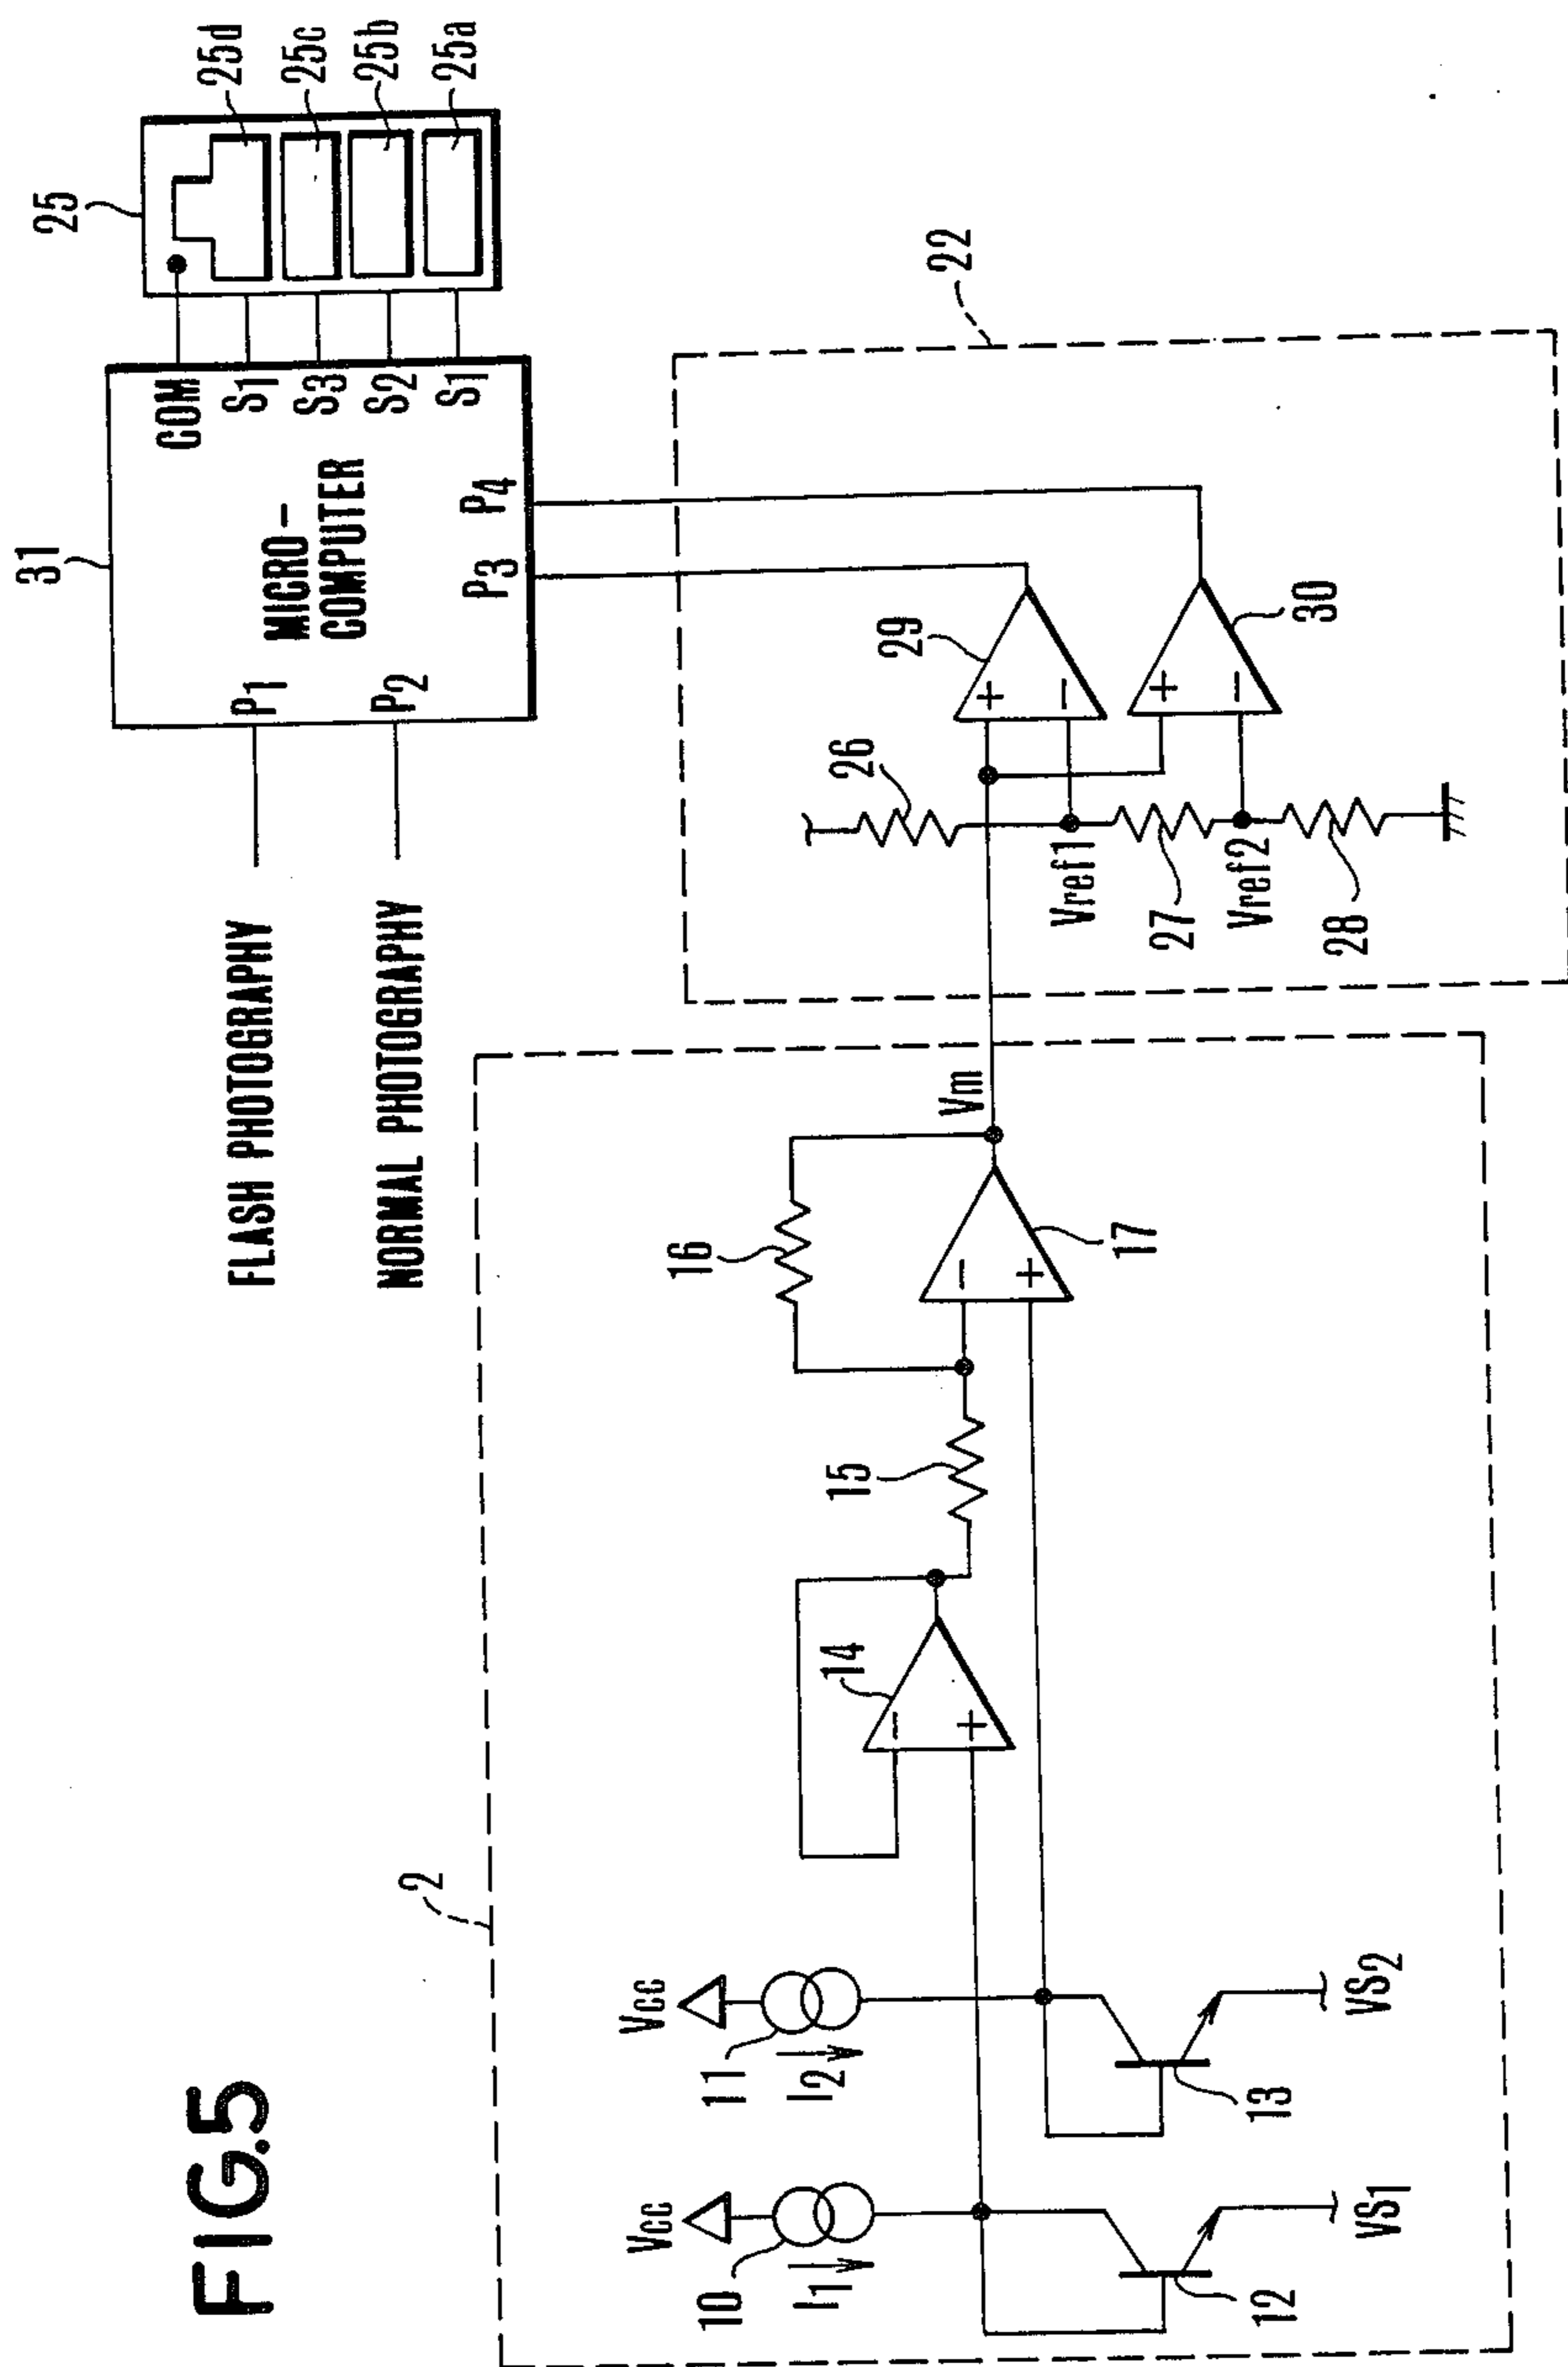 FIG.5
31
MICRO-
COMPUTER
P1
P2
P3
P4
COM
S1
S3
S2
S1
25
25d
25c
25b
25a
FLASH PHOTOGRAPHY
NORMAL PHOTOGRAPHY
2
Vcc
10
I1
12
VS1
Vcc
11
I2
13
VS2
14
-
+
15
16
-
+
17
Vm
22
26
Vref1
27
Vref2
28
29
+
-
30
+
-